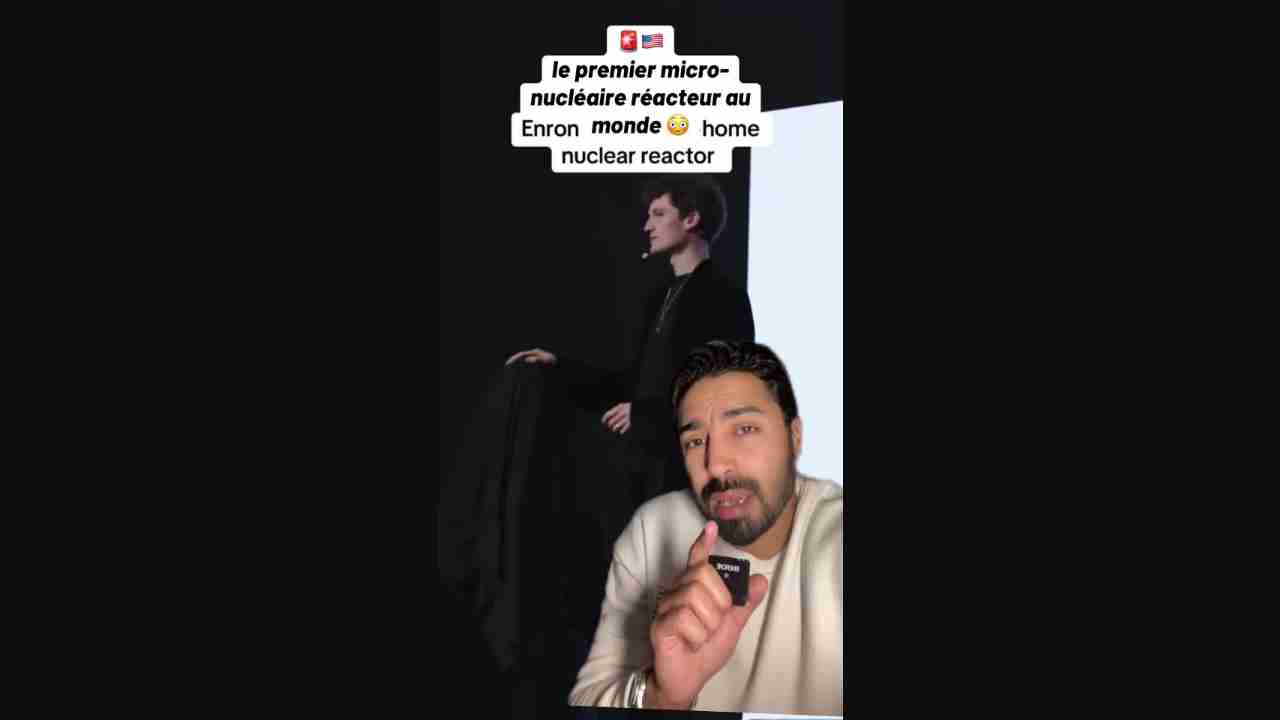 🚨🇺🇸
le premier micro-
nucléaire réacteur au
monde 😳
Enron home
nuclear reactor